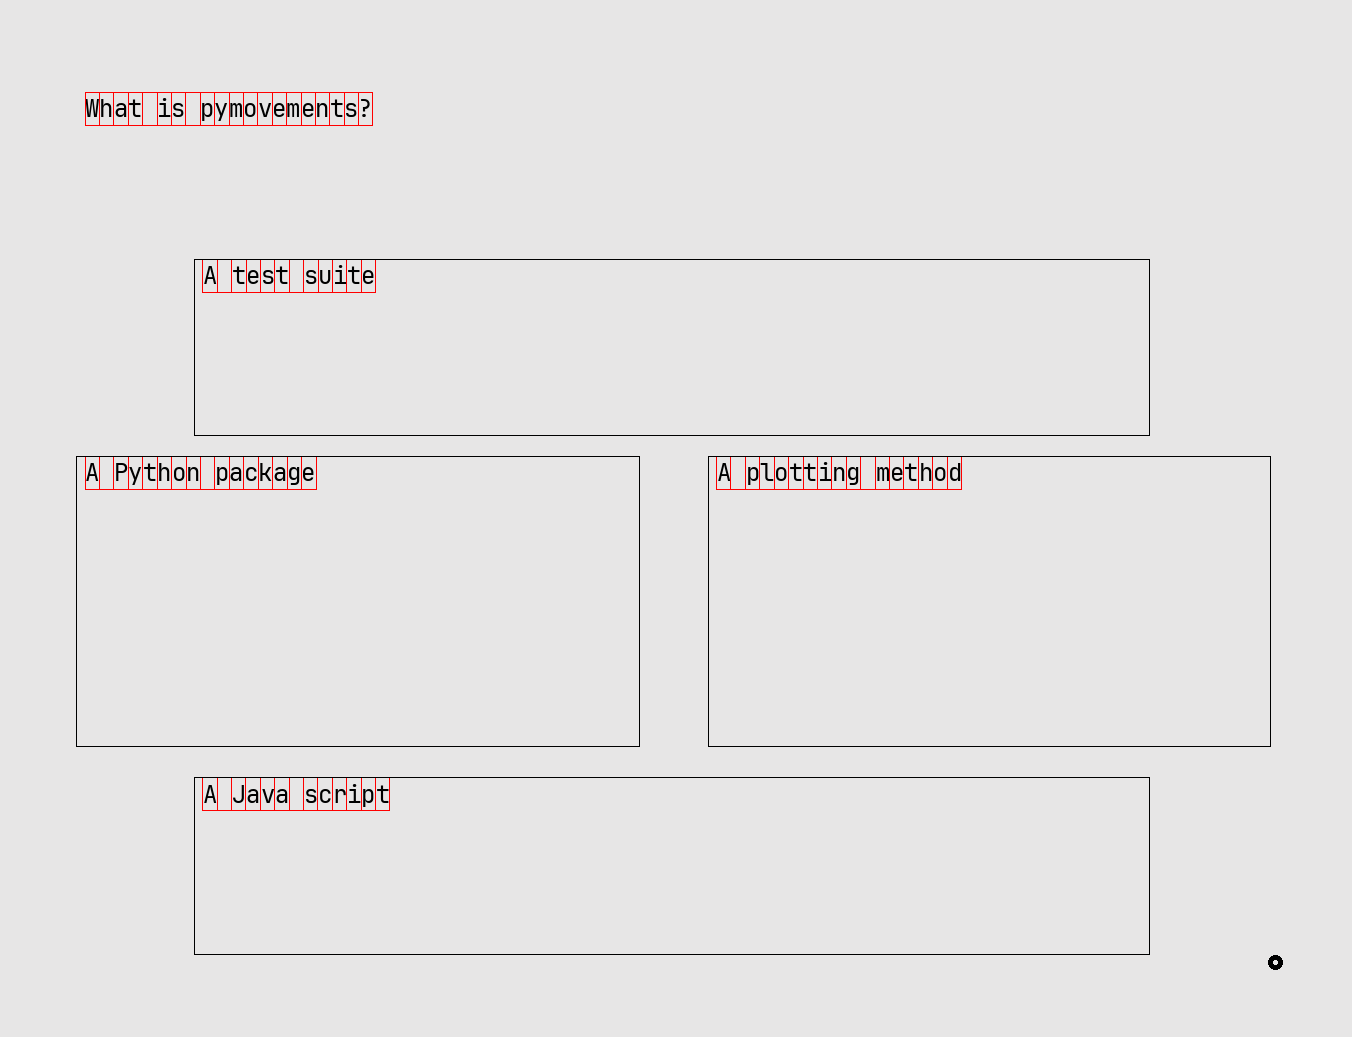 What is pymovements?
A test suite
A Python package
A plotting method
A Java script